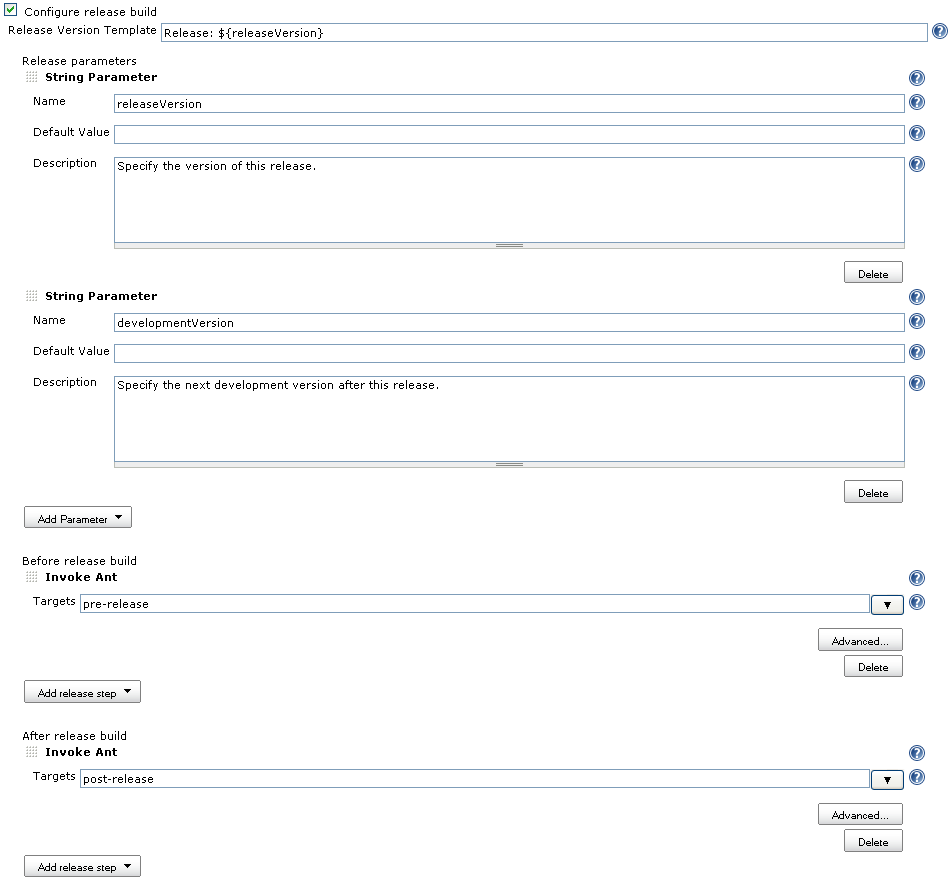 Configure release build
Release Version Template Release: ${releaseVersion}
Release parameters
String Parameter
Name releaseVersion
Default Value
Description Specify the version of this release.
Delete
String Parameter
Name developmentVersion
Default Value
Description Specify the next development version after this release.
Delete
Add Parameter
Before release build
Invoke Ant
Targets pre-release
Advanced...
Delete
Add release step
After release build
Invoke Ant
Targets post-release
Advanced...
Delete
Add release step